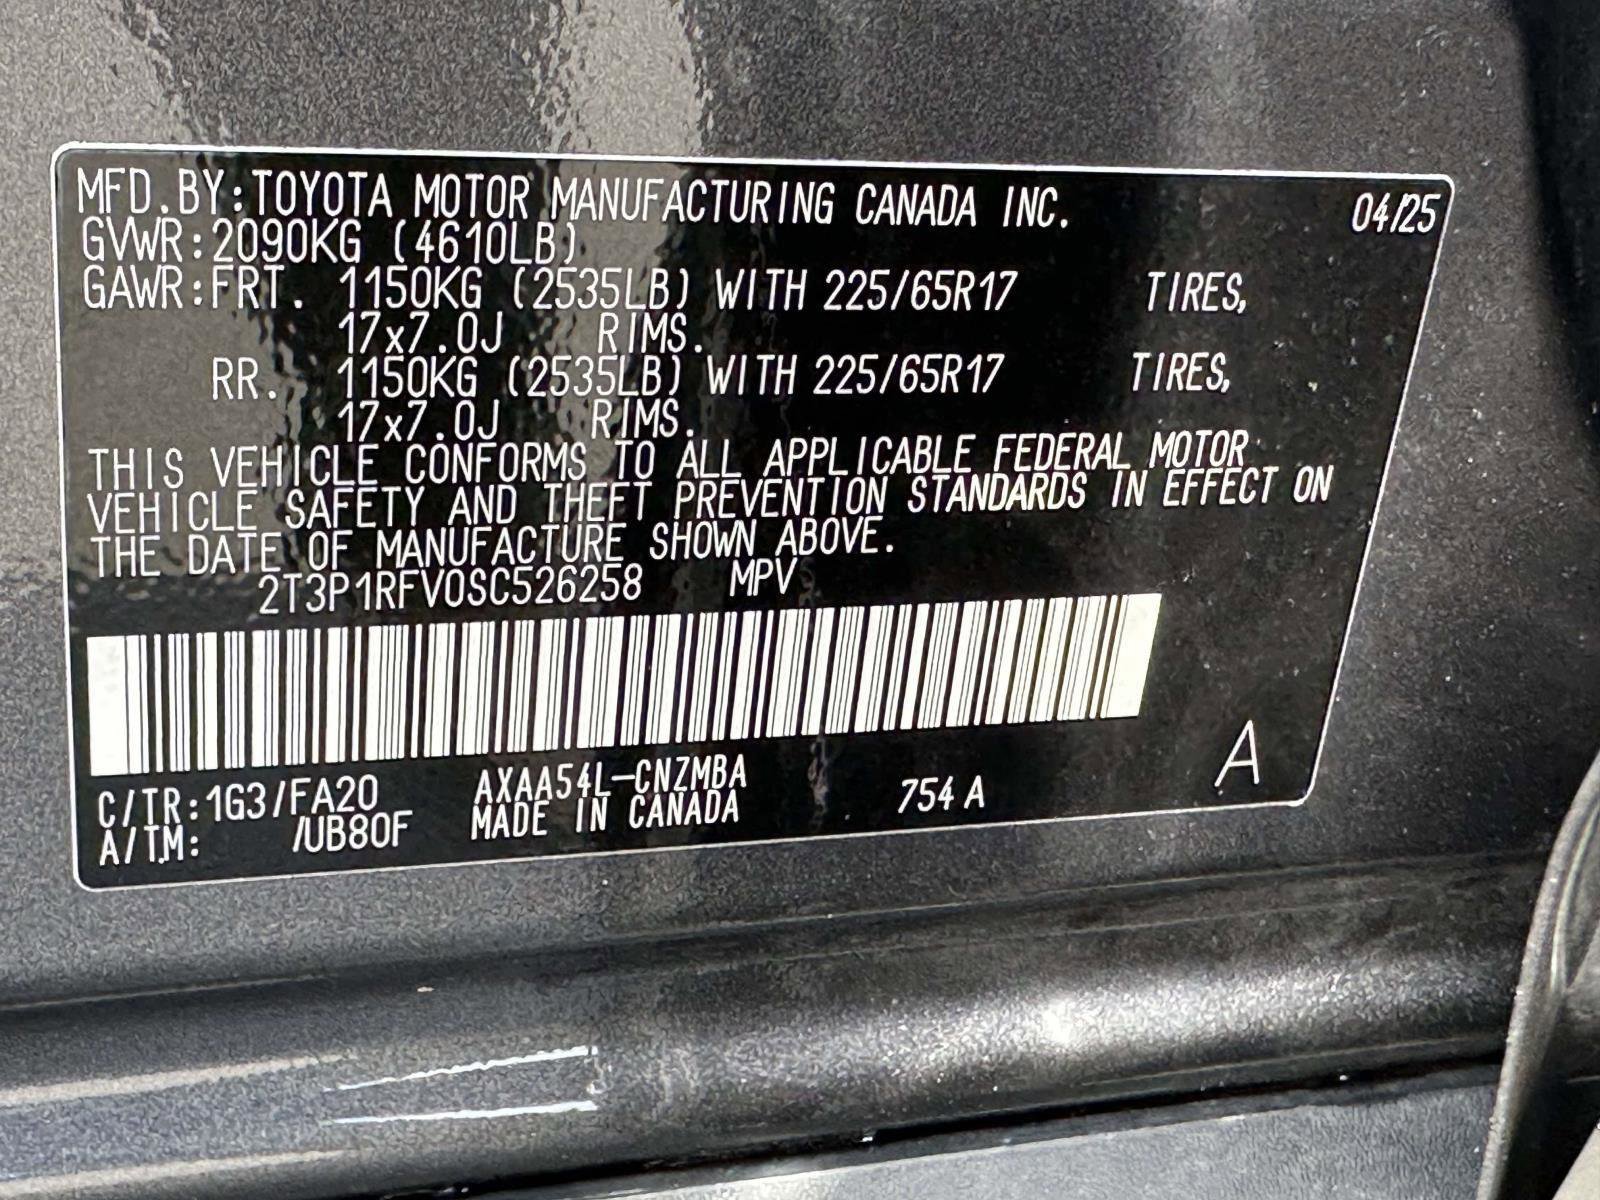 MFD.BY:TOYOTA MOTOR MANUFACTURING CANADA INC. 04/25
GVWR:2090KG (4610LB)
GAWR:FRT. 1150KG (2535LB) WITH 225/65R17 TIRES,
17x7.0J RIMS.
RR. 1150KG (2535LB) WITH 225/65R17 TIRES,
17x7.0J RIMS.
THIS VEHICLE CONFORMS TO ALL APPLICABLE FEDERAL MOTOR
VEHICLE SAFETY AND THEFT PREVENTION STANDARDS IN EFFECT ON
THE DATE OF MANUFACTURE SHOWN ABOVE.
2T3P1RFV0SC526258 MPV
A
C/TR:1G3/FA20 AXAA54L-CNZMBA 754 A
A/TM: /UB80F MADE IN CANADA